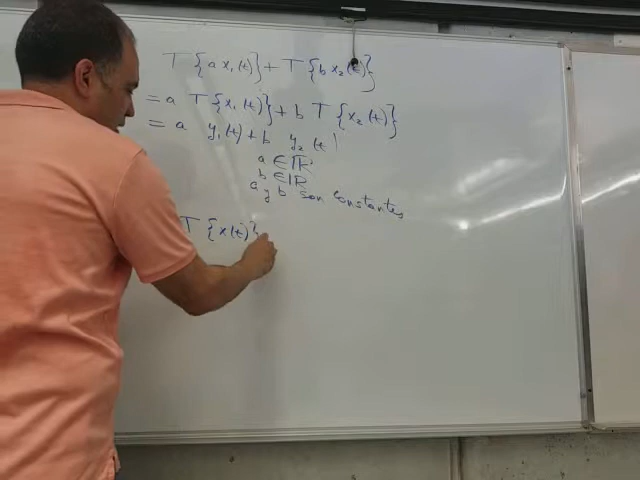 T{a x₁(t)} + T{b x₂(t)}
= a T{x₁(t)} + b T{x₂(t)}
= a y₁(t) + b y₂(t)
a ∈ ℝ
b ∈ ℝ
a y b son constantes
T{x(t)}